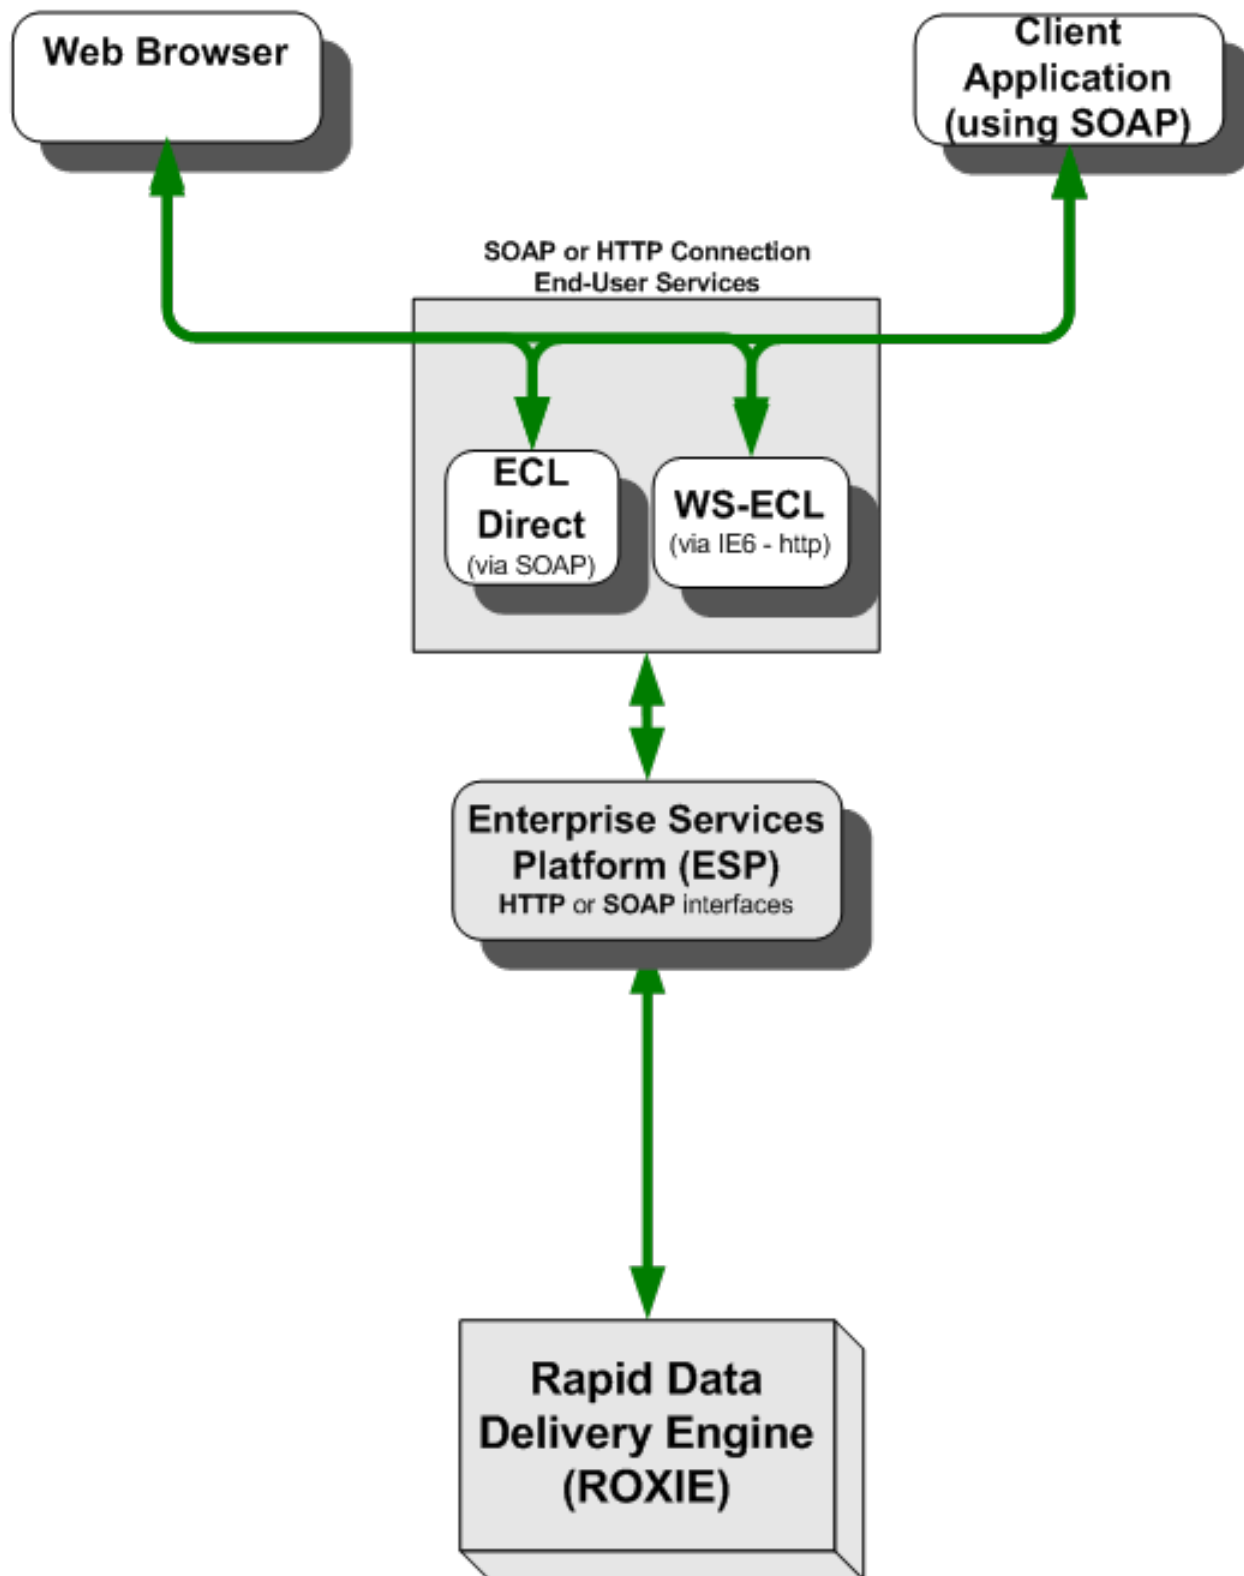 Web Browser
Client
Application
(using SOAP)
SOAP or HTTP Connection
End-User Services
ECL
Direct
(via SOAP)
WS-ECL
(via IE6 - http)
Enterprise Services
Platform (ESP)
HTTP or SOAP interfaces
Rapid Data
Delivery Engine
(ROXIE)